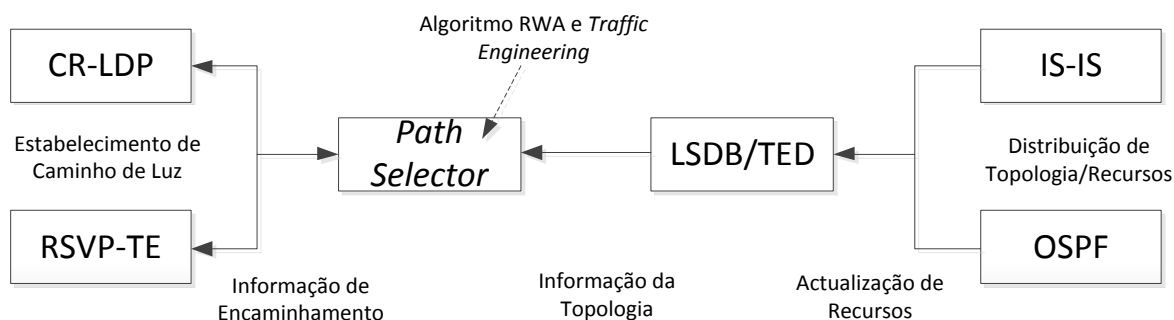 Algoritmo RWA e Traffic
Engineering
CR-LDP
IS-IS
Estabelecimento de
Caminho de Luz
Path
Selector
LSDB/TED
Distribuição de
Topologia/Recursos
RSVP-TE
OSPF
Informação de
Encaminhamento
Informação da
Topologia
Actualização de
Recursos